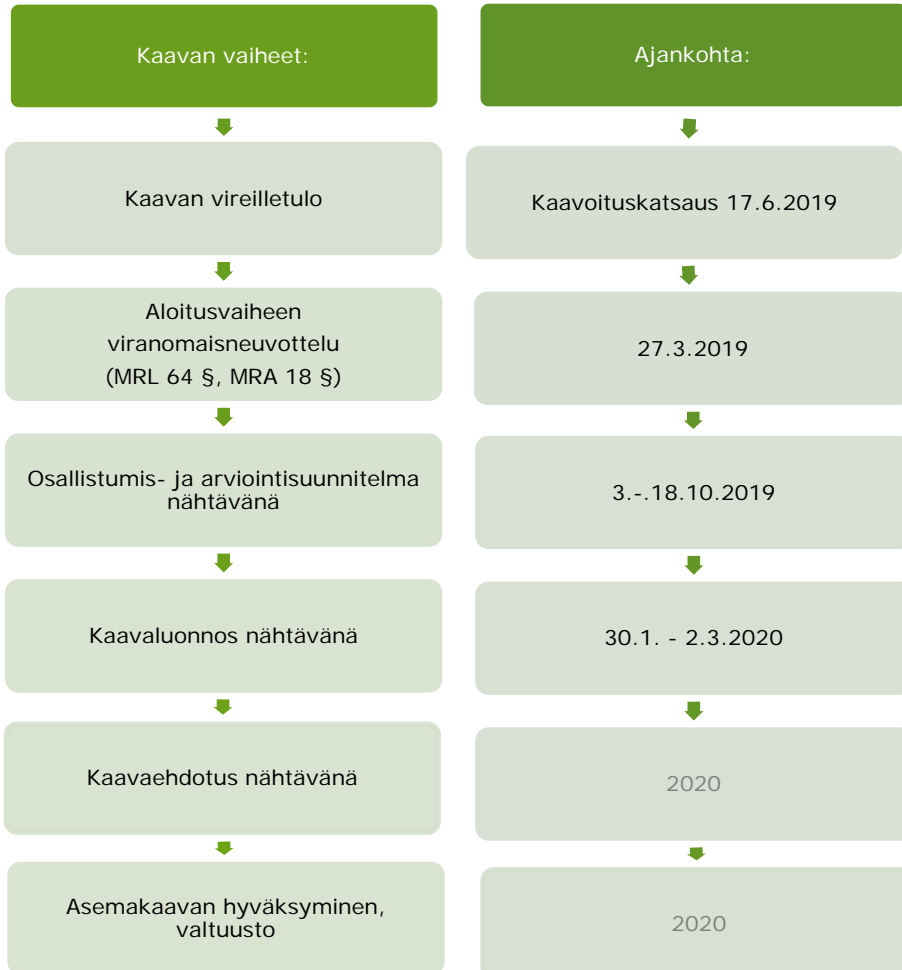 Kaavan vaiheet:
Ajankohta:
Kaavan vireilletulo
Kaavoituskatsaus 17.6.2019
Aloitusvaiheen
viranomaisneuvottelu
(MRL 64 §, MRA 18 §)
27.3.2019
Osallistumis- ja arviointisuunnitelma
nähtävänä
3.-.18.10.2019
Kaavaluonnos nähtävänä
30.1. - 2.3.2020
Kaavaehdotus nähtävänä
2020
Asemakaavan hyväksyminen,
valtuusto
2020